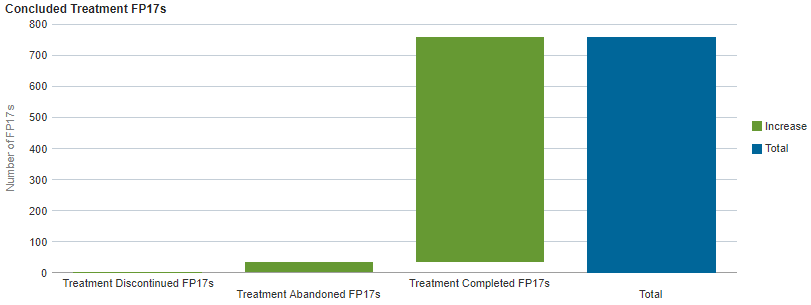 Concluded Treatment FP17s
800
700
600
500
400
300
200
100
0
Number of FP17s
Treatment Discontinued FP17s
Treatment Abandoned FP17s
Treatment Completed FP17s
Total
Increase
Total